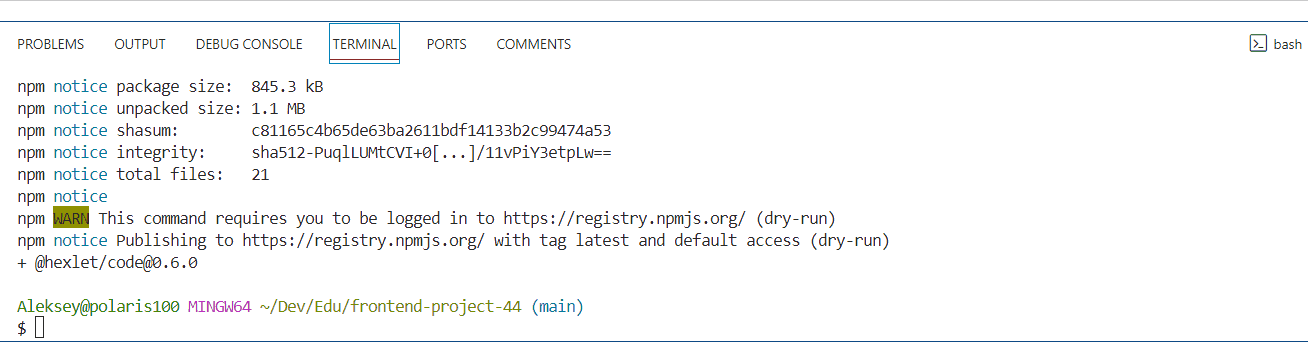 PROBLEMS OUTPUT DEBUG CONSOLE TERMINAL PORTS COMMENTS bash
npm notice package size: 845.3 kB
npm notice unpacked size: 1.1 MB
npm notice shasum: c81165c4b65de63ba2611bdf14133b2c99474a53
npm notice integrity: sha512-PuqlLUMtCVI+0[...]/11vPiY3etpLw==
npm notice total files: 21
npm notice
npm WARN This command requires you to be logged in to https://registry.npmjs.org/ (dry-run)
npm notice Publishing to https://registry.npmjs.org/ with tag latest and default access (dry-run)
+ @hexlet/code@0.6.0
Aleksey@polaris100 MINGW64 ~/Dev/Edu/frontend-project-44 (main)
$